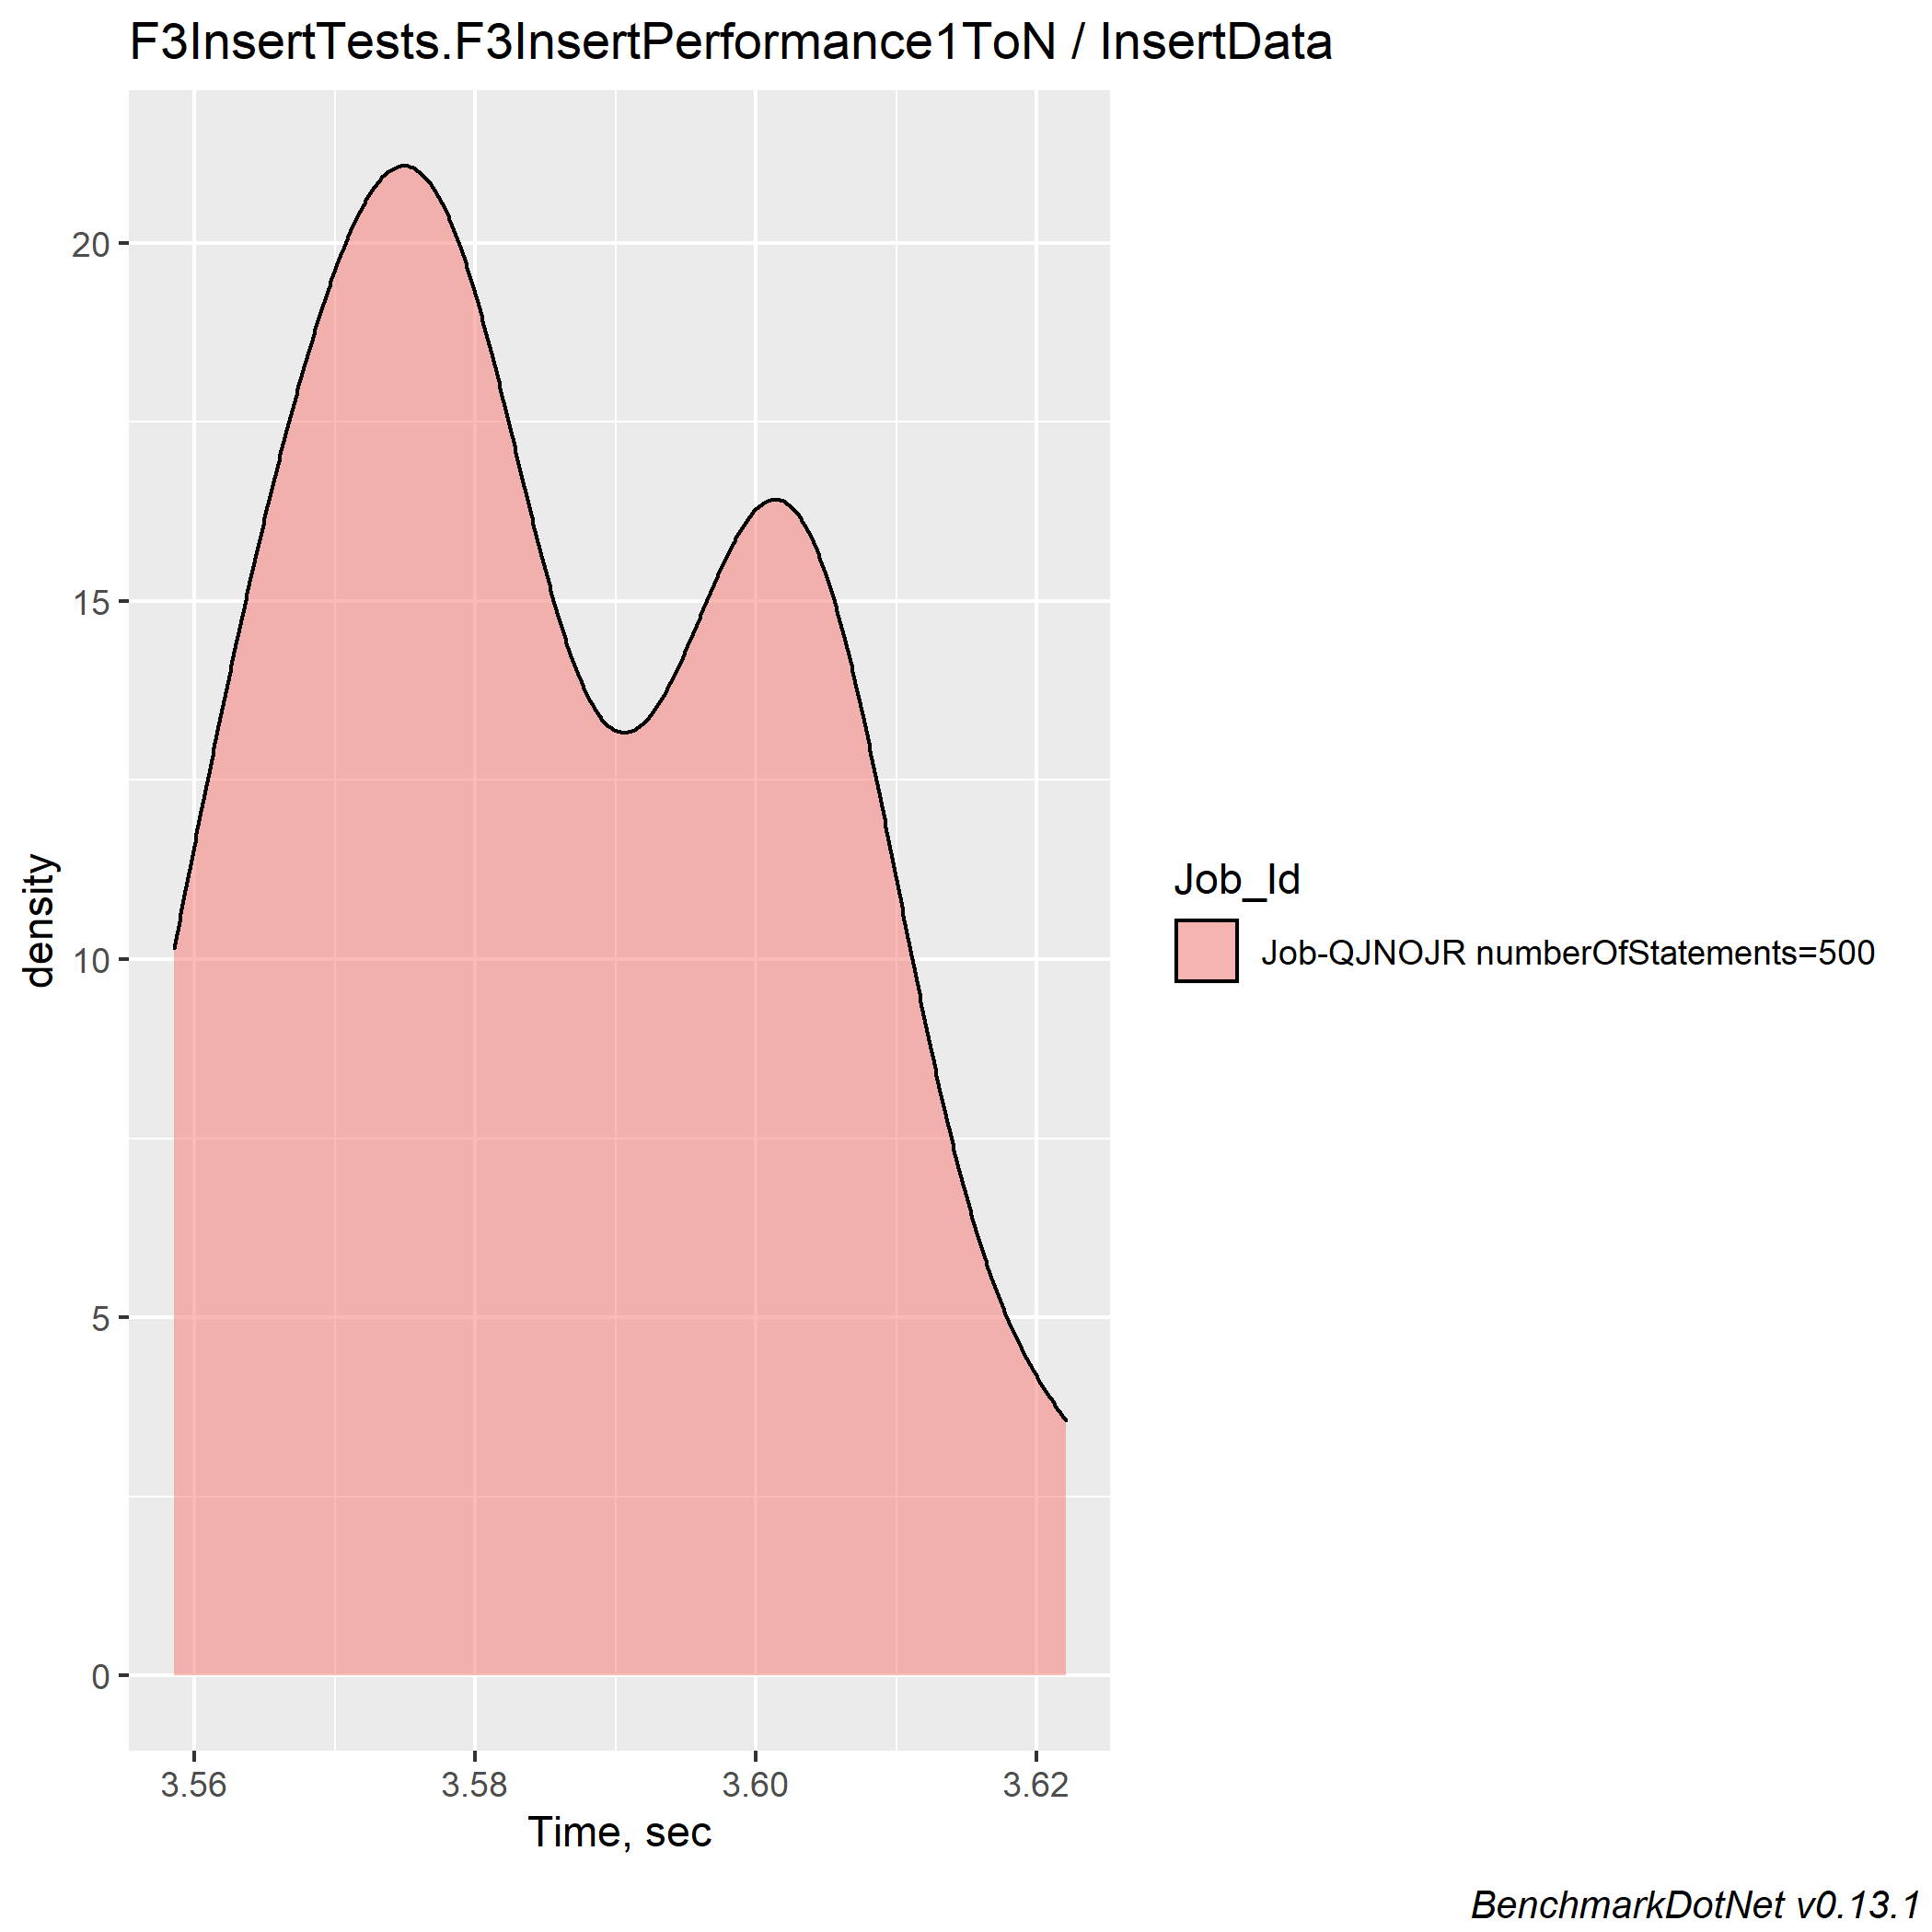 F3InsertTests.F3InsertPerformance1ToN / InsertData
20
15
10
5
0
density
3.56 3.58 3.60 3.62
Time, sec
Job_Id
Job-QJNOJR numberOfStatements=500
BenchmarkDotNet v0.13.1